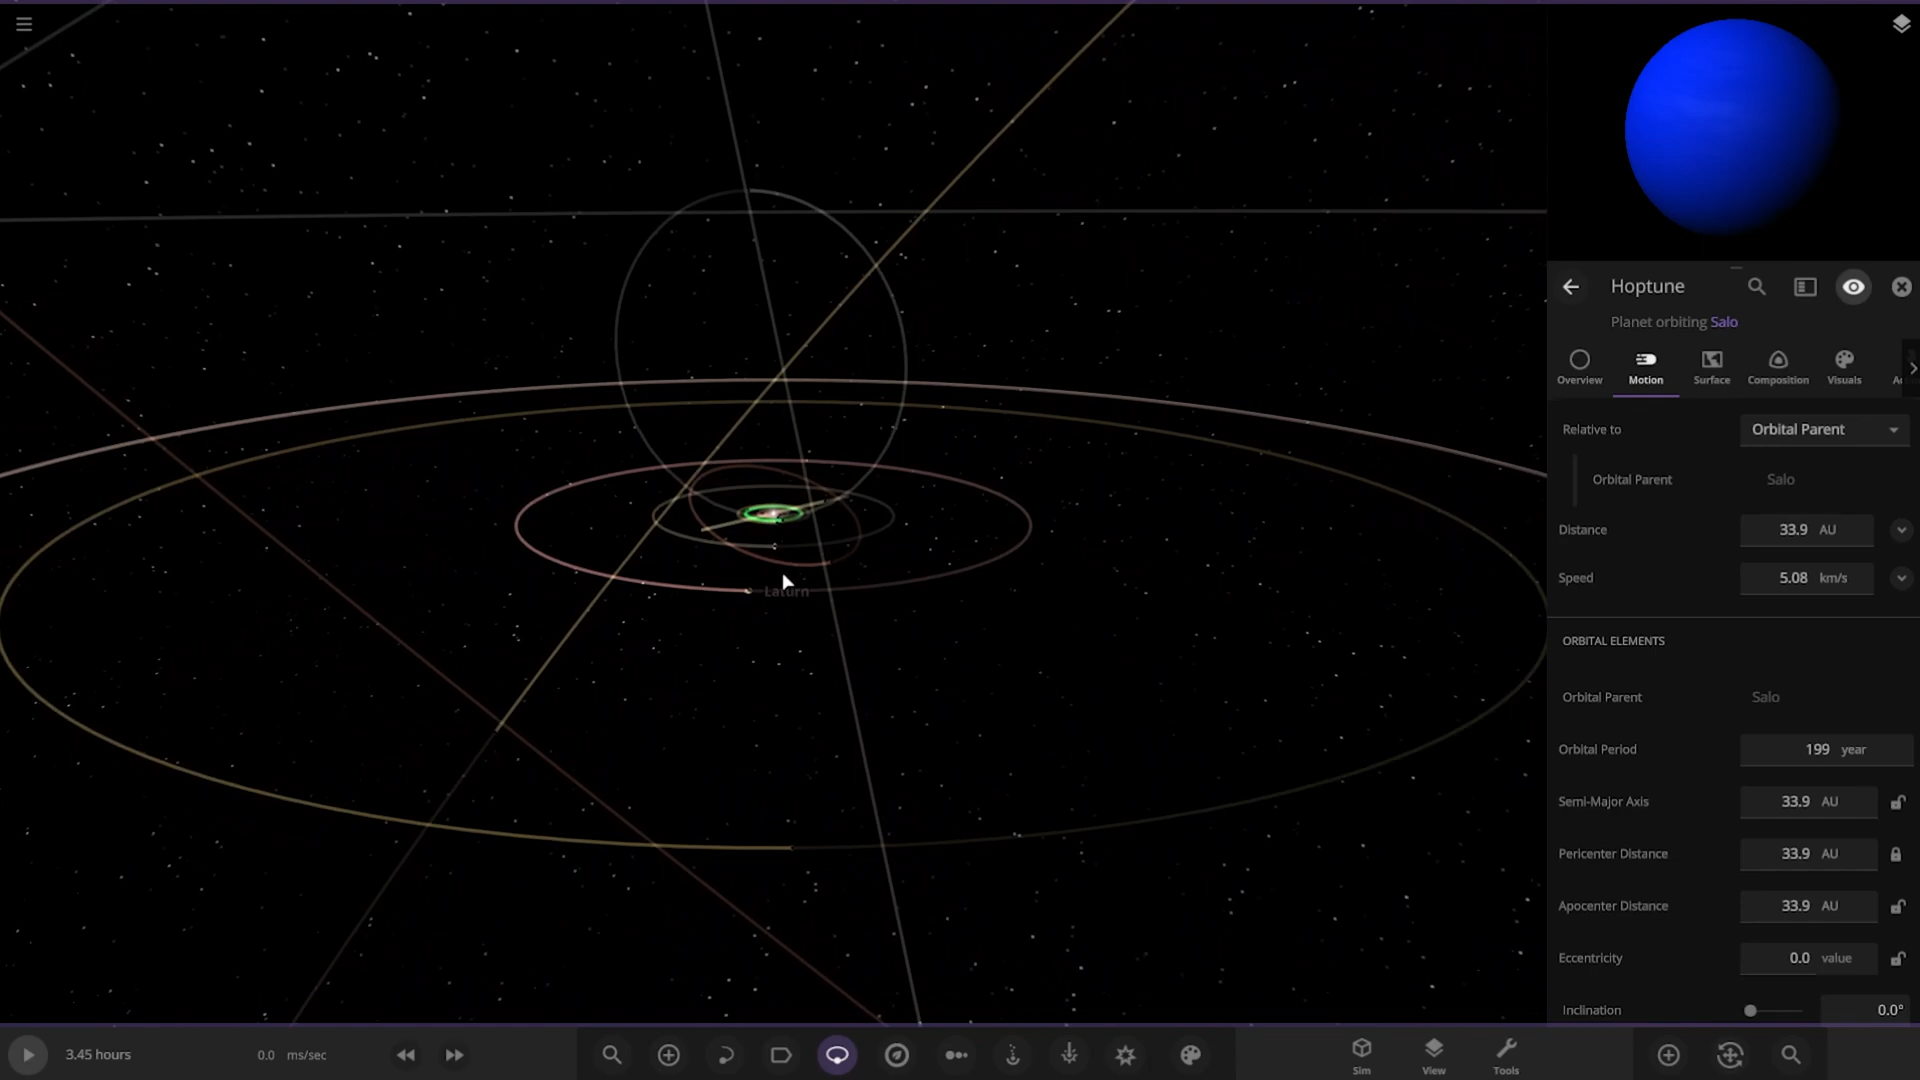 Hoptune
Planet orbiting Salo
Overview
Motion
Surface
Composition
Visuals
Relative to
Orbital Parent
Orbital Parent
Salo
Distance
33.9 AU
Speed
5.08 km/s
ORBITAL ELEMENTS
Orbital Parent
Salo
Orbital Period
199 year
Semi-Major Axis
33.9 AU
Pericenter Distance
33.9 AU
Apocenter Distance
33.9 AU
Eccentricity
0.0 value
Inclination
0.0°
Laturn
3.45 hours
0.0 ms/sec
Sim
View
Tools